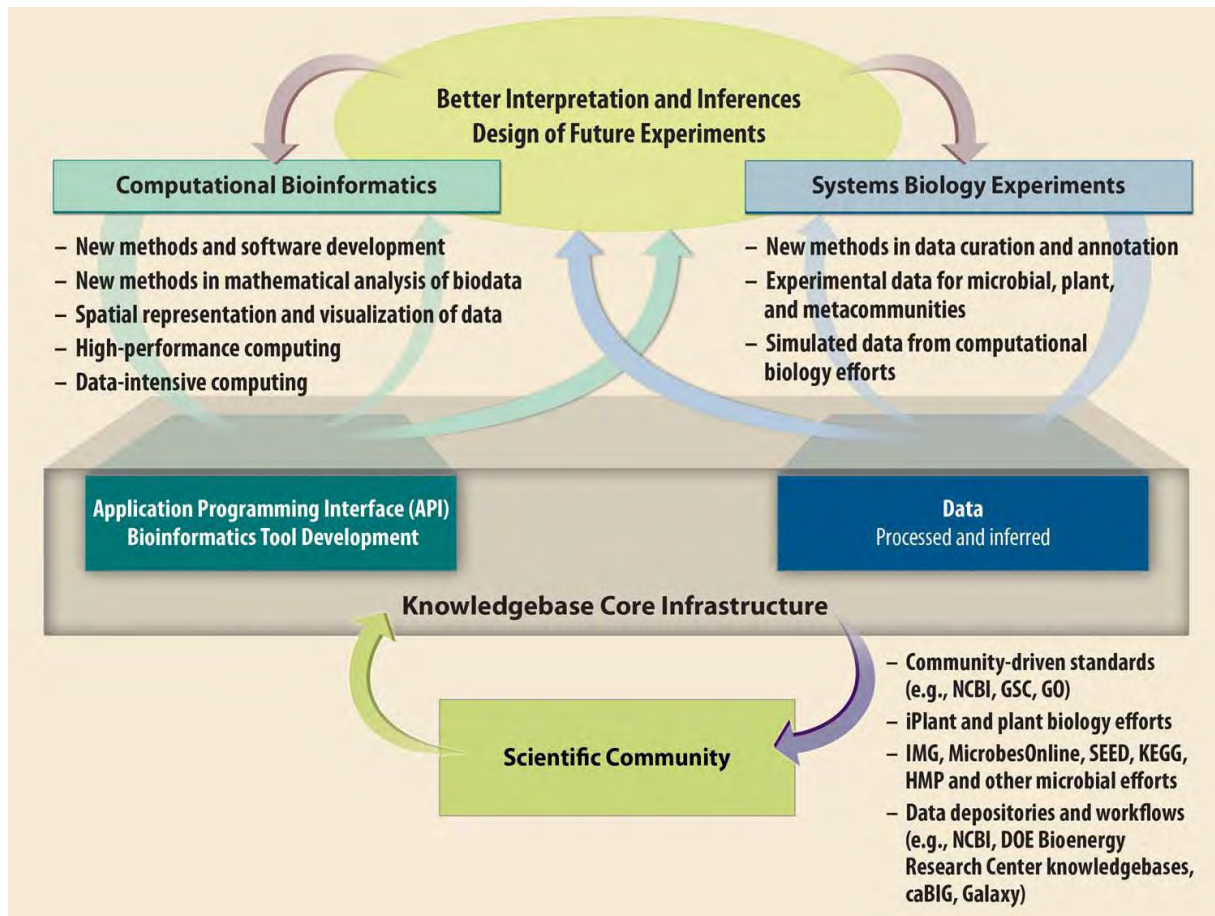 Better Interpretation and Inferences
Design of Future Experiments
Computational Bioinformatics
– New methods and software development
– New methods in mathematical analysis of biodata
– Spatial representation and visualization of data
– High-performance computing
– Data-intensive computing
Systems Biology Experiments
– New methods in data curation and annotation
– Experimental data for microbial, plant,
and metacommunities
– Simulated data from computational
biology efforts
Application Programming Interface (API)
Bioinformatics Tool Development
Data
Processed and inferred
Knowledgebase Core Infrastructure
Scientific Community
– Community-driven standards
(e.g., NCBI, GSC, GO)
– iPlant and plant biology efforts
– IMG, MicrobesOnline, SEED, KEGG,
HMP and other microbial efforts
– Data depositories and workflows
(e.g., NCBI, DOE Bioenergy
Research Center knowledgebases,
caBIG, Galaxy)